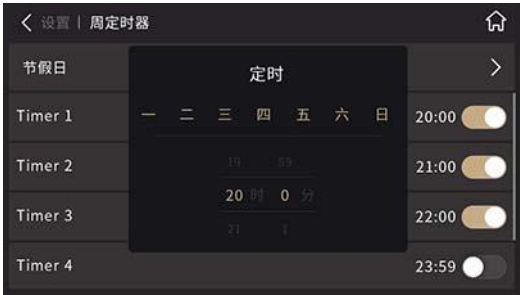 设置 | 周定时器
节假日
定时
Timer 1
一 二 三 四 五 六 日
20:00
Timer 2
19 59
21:00
20 时 0 分
Timer 3
22:00
21 1
Timer 4
23:59